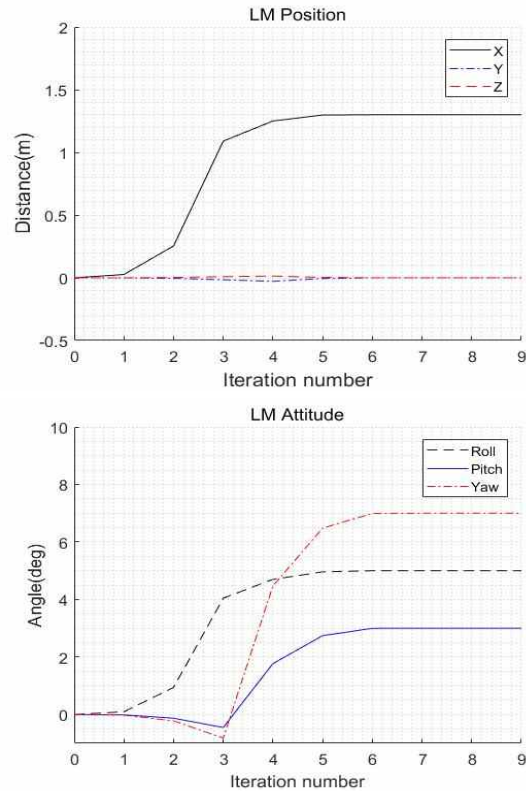 LM Position
2
1.5
1
0.5
0
-0.5
Distance(m)
X
Y
Z
0 1 2 3 4 5 6 7 8 9
Iteration number
LM Attitude
10
8
6
4
2
0
Angle(deg)
Roll
Pitch
Yaw
0 1 2 3 4 5 6 7 8 9
Iteration number